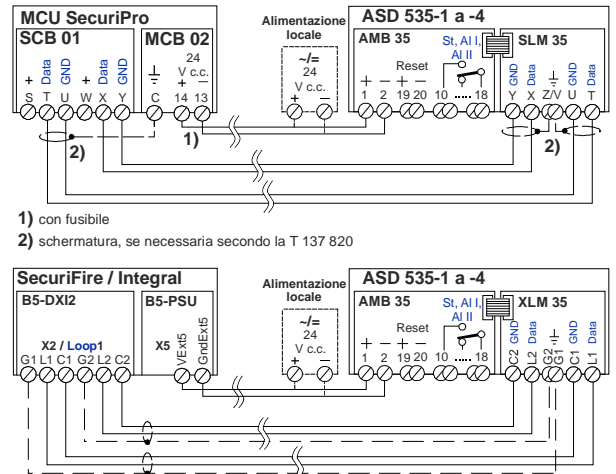 MCU SecuriPro
SCB 01
MCB 02
+ Data GND + Data GND
S T U W X Y
24
V c.c.
+ –
C 14 13
2)
1)
Alimentazione
locale
~/=
24
V c.c.
+ –
ASD 535-1 a -4
AMB 35
St, Al I,
Al II
SLM 35
Reset
+ – + +
1 2 19 20 10 ..... 18
GND Data GND Data
Y X Z/V U T
2)
1) con fusibile
2) schermatura, se necessaria secondo la T 137 820
SecuriFire / Integral
B5-DXI2
B5-PSU
X2 / Loop1
X5
G1 L1 C1 G2 L2 C2
VExt5 GndExt5
Alimentazione
locale
~/=
24
V c.c.
+ –
ASD 535-1 a -4
AMB 35
St, Al I,
Al II
XLM 35
Reset
+ – + +
1 2 19 20 10 ..... 18
GND Data GND Data
C2 L2 G2 G1 C1 L1